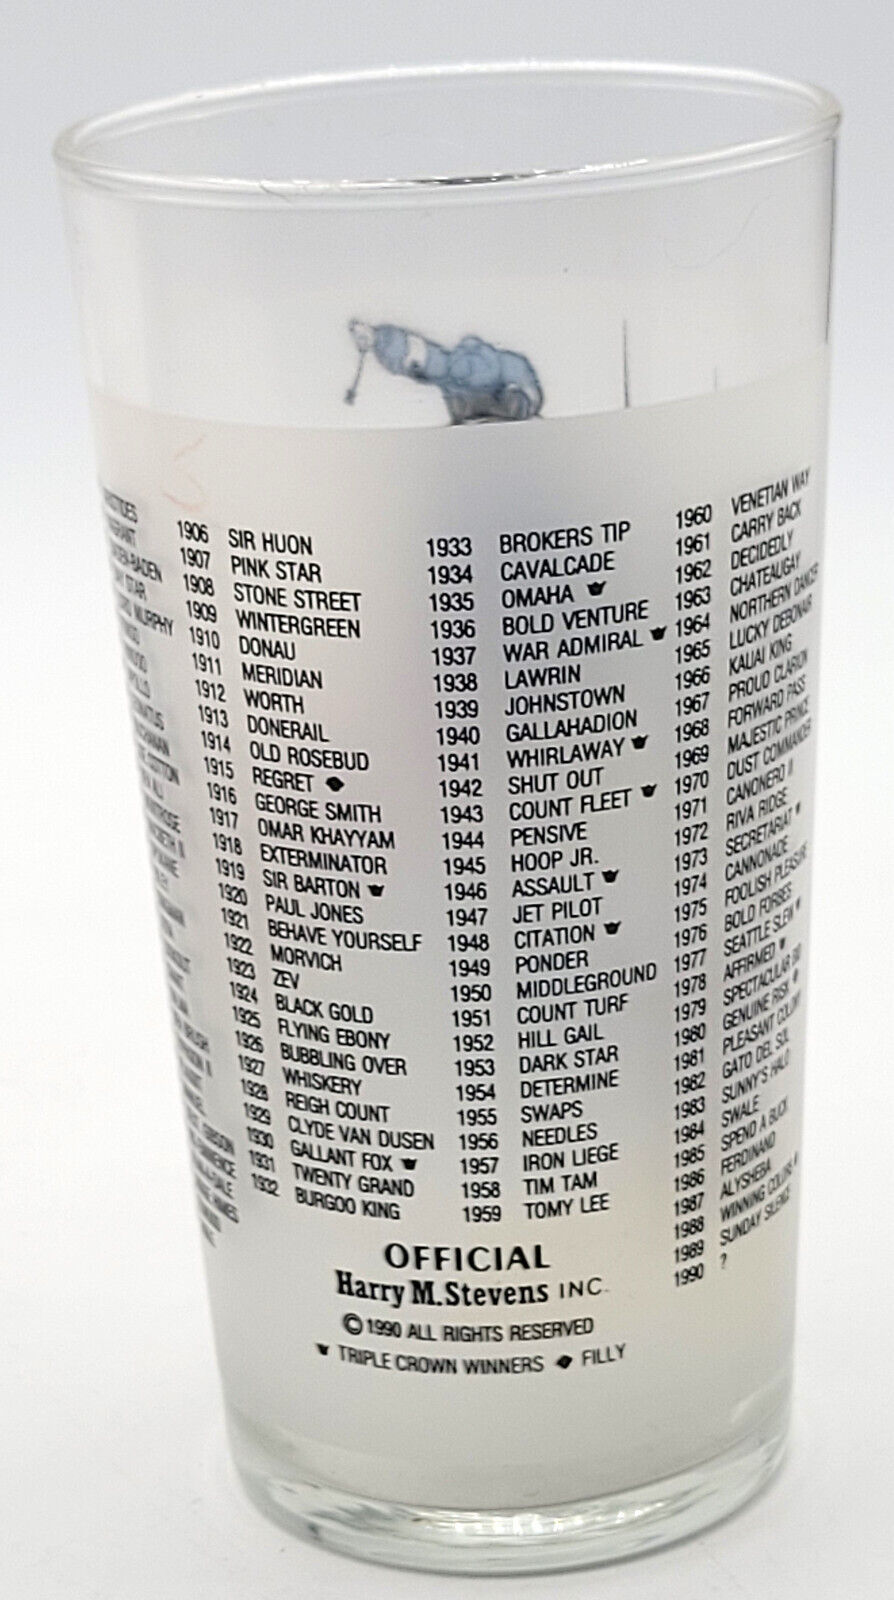 1906 SIR HUON
1907 PINK STAR
1908 STONE STREET
1909 WINTERGREEN
1910 DONAU
1911 MERIDIAN
1912 WORTH
1913 DONERAIL
1914 OLD ROSEBUD
1915 REGRET
1916 GEORGE SMITH
1917 OMAR KHAYYAM
1918 EXTERMINATOR
1919 SIR BARTON
1920 PAUL JONES
1921 BEHAVE YOURSELF
1922 MORVICH
1923 ZEV
1924 BLACK GOLD
1925 FLYING EBONY
1926 BUBBLING OVER
1927 WHISKERY
1928 REIGH COUNT
1929 CLYDE VAN DUSEN
1930 GALLANT FOX
1931 TWENTY GRAND
1932 BURGOO KING
1933 BROKERS TIP
1934 CAVALCADE
1935 OMAHA
1936 BOLD VENTURE
1937 WAR ADMIRAL
1938 LAWRIN
1939 JOHNSTOWN
1940 GALLAHADION
1941 WHIRLAWAY
1942 SHUT OUT
1943 COUNT FLEET
1944 PENSIVE
1945 HOOP JR.
1946 ASSAULT
1947 JET PILOT
1948 CITATION
1949 PONDER
1950 MIDDLEGROUND
1951 COUNT TURF
1952 HILL GAIL
1953 DARK STAR
1954 DETERMINE
1955 SWAPS
1956 NEEDLES
1957 IRON LIEGE
1958 TIM TAM
1959 TOMY LEE
1960 VENETIAN WAY
1961 CARRY BACK
1962 DECIDEDLY
1963 CHATEAUGAY
1964 NORTHERN DANCER
1965 LUCKY DEBONAIR
1966 KAUAI KING
1967 PROUD CLARION
1968 FORWARD PASS
1969 MAJESTIC PRINCE
1970 DUST COMMANDER
1971 CANONERO II
1972 RIVA RIDGE
1973 SECRETARIAT
1974 CANNONADE
1975 FOOLISH PLEASURE
1976 BOLD FORBES
1977 SEATTLE SLEW
1978 AFFIRMED
1979 SPECTACULAR BID
1980 GENUINE RISK
1981 PLEASANT COLONY
1982 GATO DEL SOL
1983 SUNNY'S HALO
1984 SWALE
1985 SPEND A BUCK
1986 FERDINAND
1987 ALYSHEBA
1988 WINNING COLORS
1989 SUNDAY SILENCE
1990 ?
OFFICIAL
Harry M. Stevens INC.
© 1990 ALL RIGHTS RESERVED
TRIPLE CROWN WINNERS FILLY